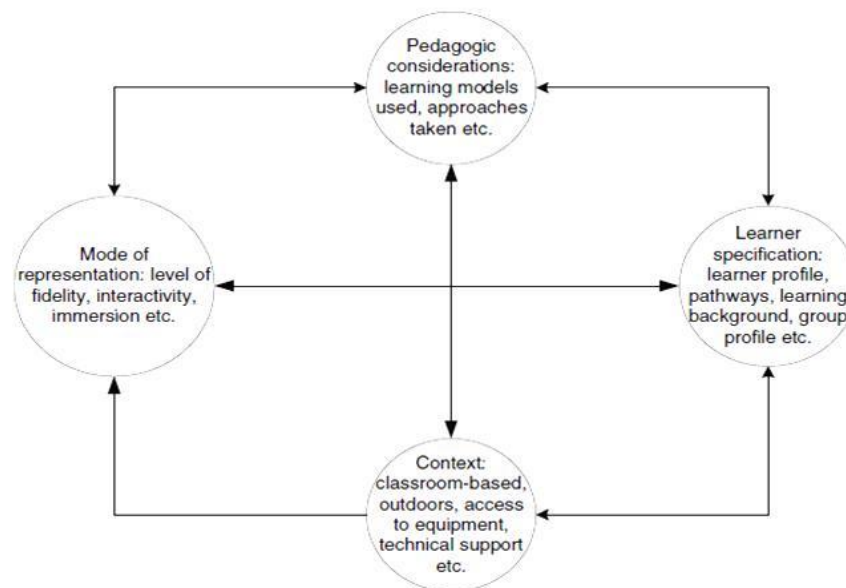 Pedagogic
considerations:
learning models
used, approaches
taken etc.
Mode of
representation: level of
fidelity, interactivity,
immersion etc.
Learner
specification:
learner profile,
pathways, learning
background, group
profile etc.
Context:
classroom-based,
outdoors, access
to equipment,
technical support
etc.